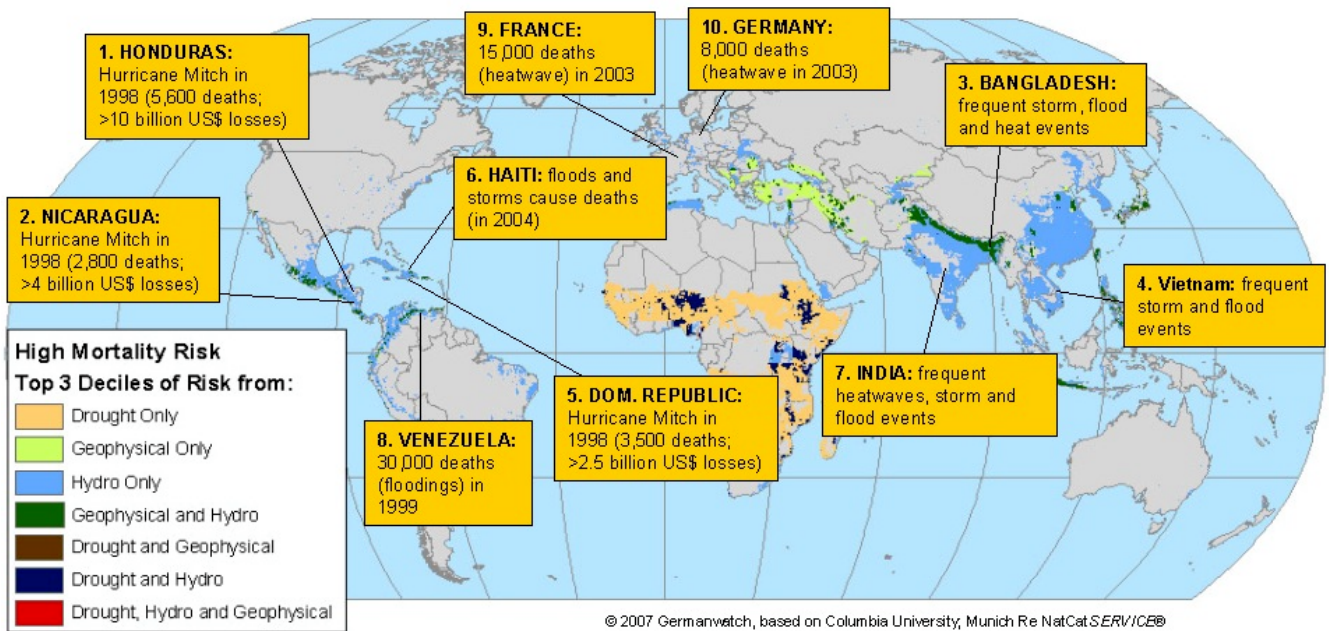 9. FRANCE:
15,000 deaths
(heatwave) in 2003
10. GERMANY:
8,000 deaths
(heatwave in 2003)
1. HONDURAS:
Hurricane Mitch in
1998 (5,600 deaths;
>10 billion US$ losses)
3. BANGLADESH:
frequent storm, flood
and heat events
6. HAITI: floods and
storms cause deaths
(in 2004)
2. NICARAGUA:
Hurricane Mitch in
1998 (2,800 deaths;
>4 billion US$ losses)
4. Vietnam: frequent
storm and flood
events
7. INDIA: frequent
heatwaves, storm and
flood events
5. DOM. REPUBLIC:
Hurricane Mitch in
1998 (3,500 deaths;
>2.5 billion US$ losses)
8. VENEZUELA:
30,000 deaths
(floodings) in
1999
High Mortality Risk
Top 3 Deciles of Risk from:
Drought Only
Geophysical Only
Hydro Only
Geophysical and Hydro
Drought and Geophysical
Drought and Hydro
Drought, Hydro and Geophysical
© 2007 Germanwatch, based on Columbia University, Munich Re NatCatSERVICE®